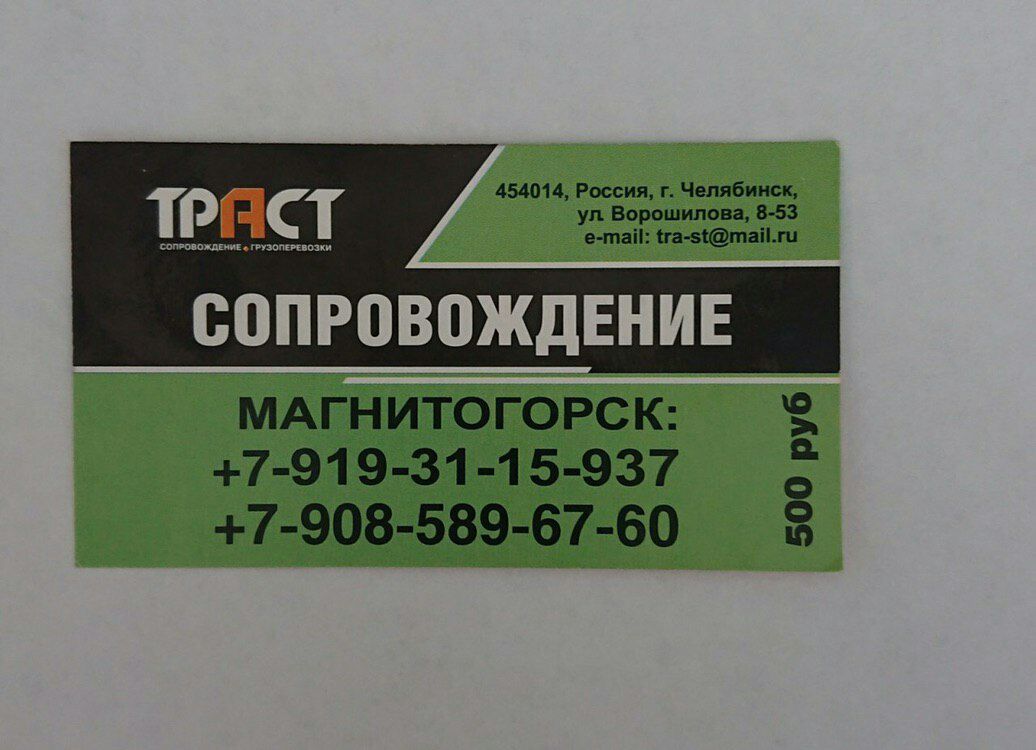 ТРАСТ
СОПРОВОЖДЕНИЕ • ГРУЗОПЕРЕВОЗКИ
454014, Россия, г. Челябинск,
ул. Ворошилова, 8-53
e-mail: tra-st@mail.ru
СОПРОВОЖДЕНИЕ
МАГНИТОГОРСК:
+7-919-31-15-937
+7-908-589-67-60
500 руб